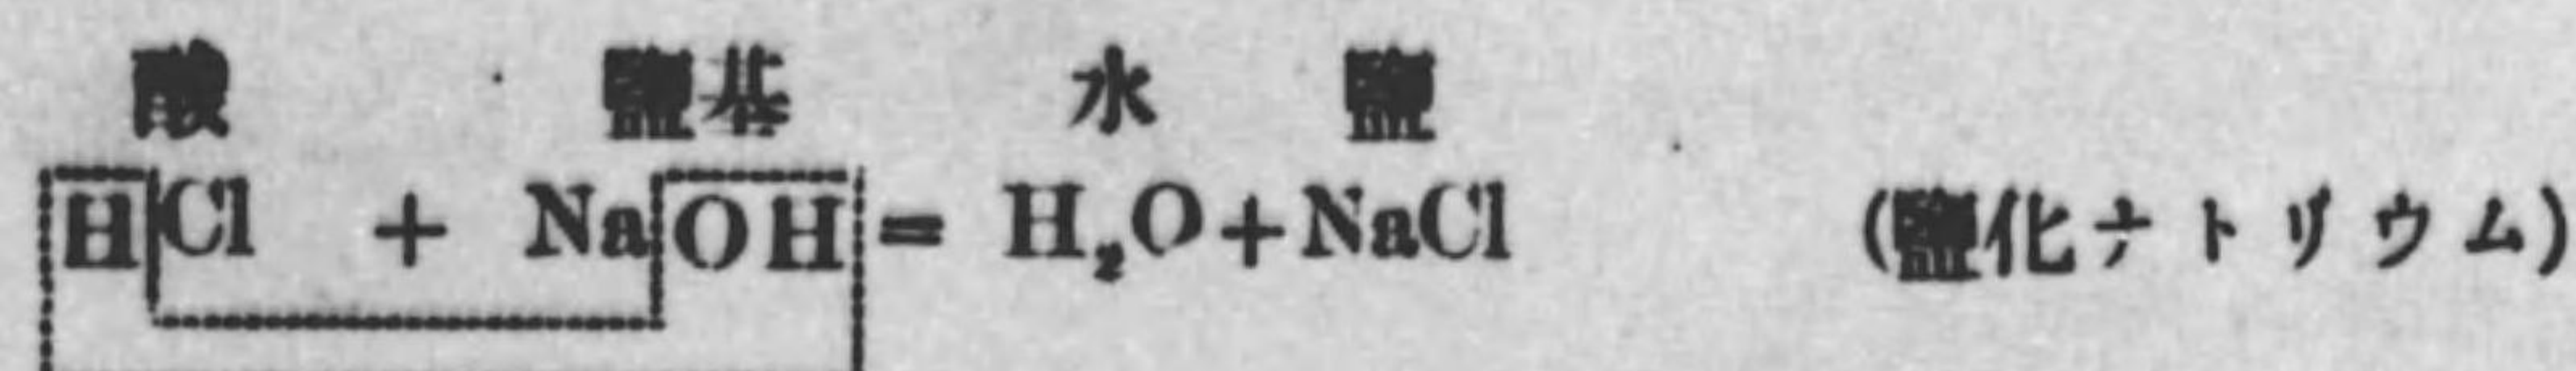 酸 鹽基 水 鹽
HCl + NaOH = H₂O+NaCl (鹽化ナトリウム)